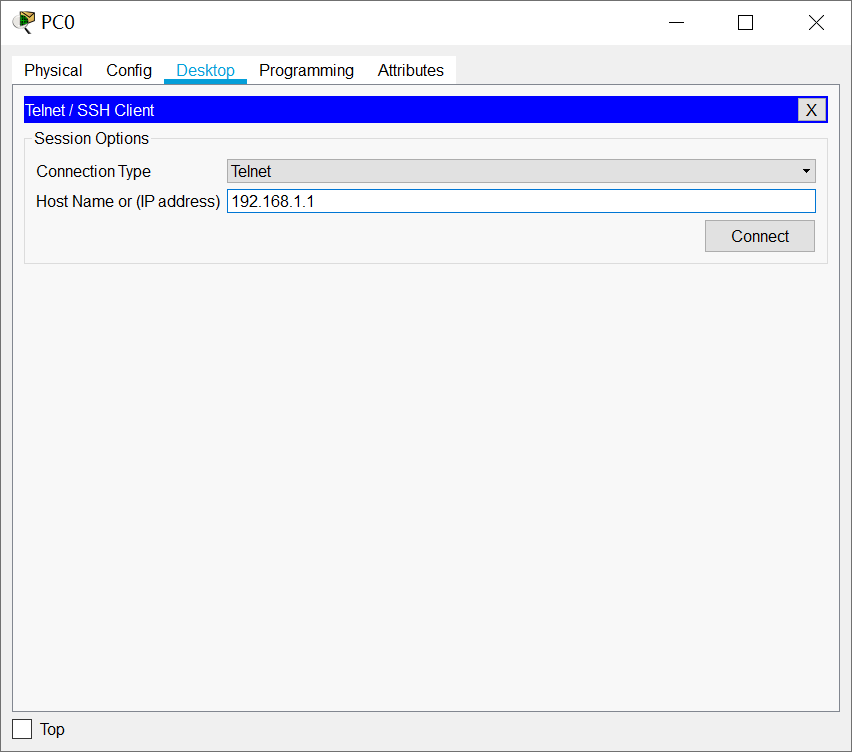 PC0
Physical Config Desktop Programming Attributes
Telnet / SSH Client X
Session Options
Connection Type Telnet
Host Name or (IP address) 192.168.1.1
Connect
Top